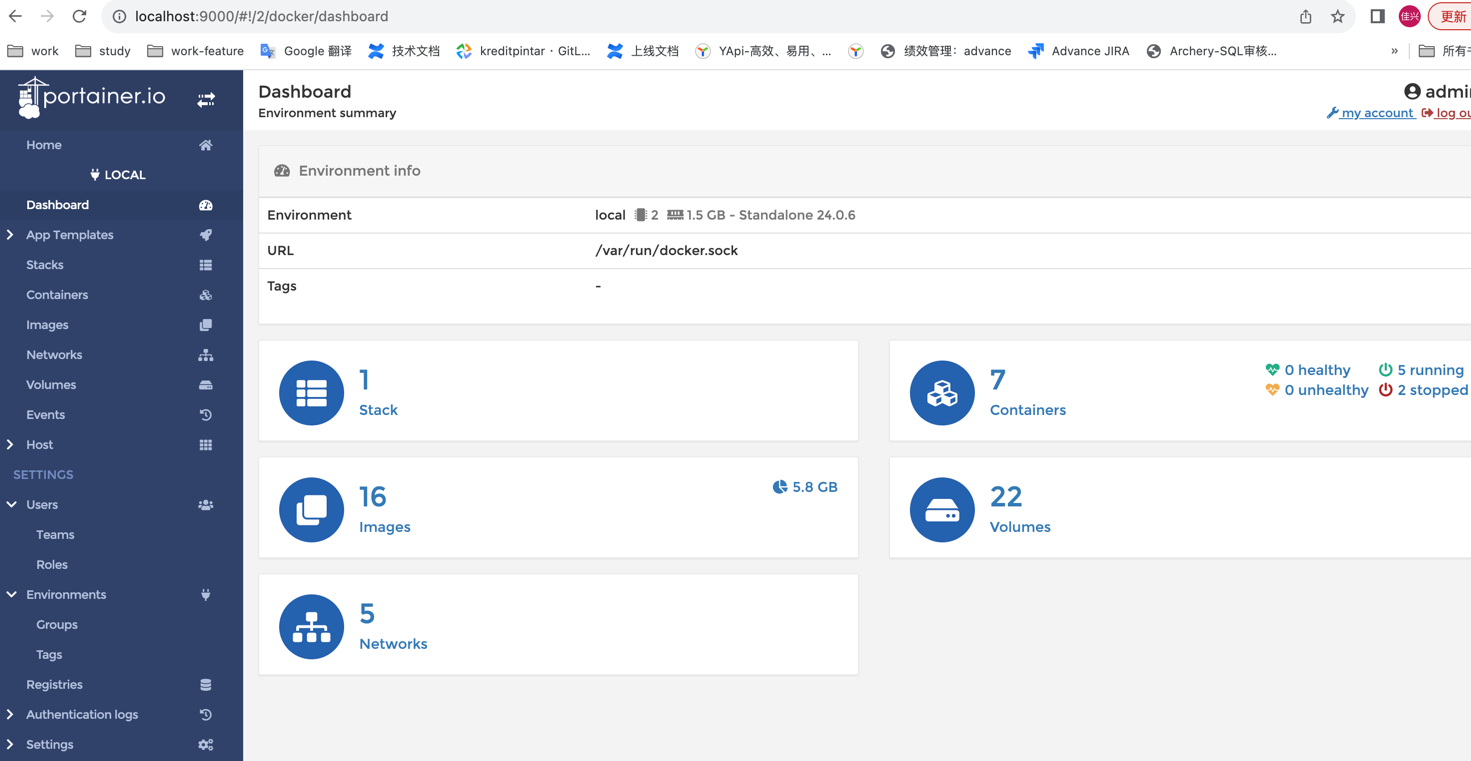 localhost:9000/#!/2/docker/dashboard
佳兴
更新
work
study
work-feature
Google 翻译
技术文档
kreditpintar · GitL...
上线文档
YApi-高效、易用、...
绩效管理：advance
Advance JIRA
Archery-SQL审核...
»
所有
portainer.io
Home
LOCAL
Dashboard
App Templates
Stacks
Containers
Images
Networks
Volumes
Events
Host
SETTINGS
Users
Teams
Roles
Environments
Groups
Tags
Registries
Authentication logs
Settings
Dashboard
Environment summary
admi
my account
log ou
Environment info
Environment
local 2 1.5 GB - Standalone 24.0.6
URL
/var/run/docker.sock
Tags
-
1
Stack
7
Containers
0 healthy
5 running
0 unhealthy
2 stopped
16
Images
5.8 GB
22
Volumes
5
Networks